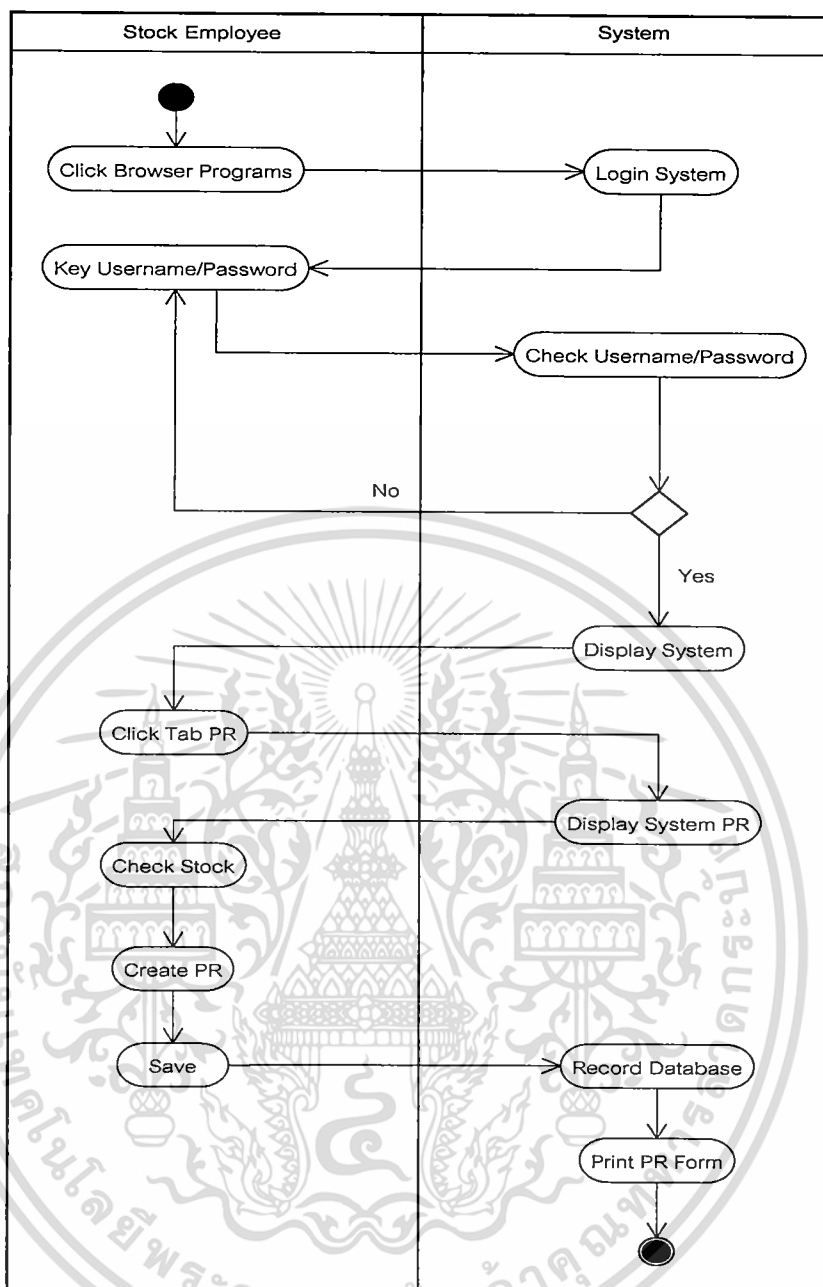 Stock Employee
System
Click Browser Programs
Login System
Key Username/Password
Check Username/Password
No
Yes
Display System
Click Tab PR
Display System PR
Check Stock
Create PR
Save
Record Database
Print PR Form